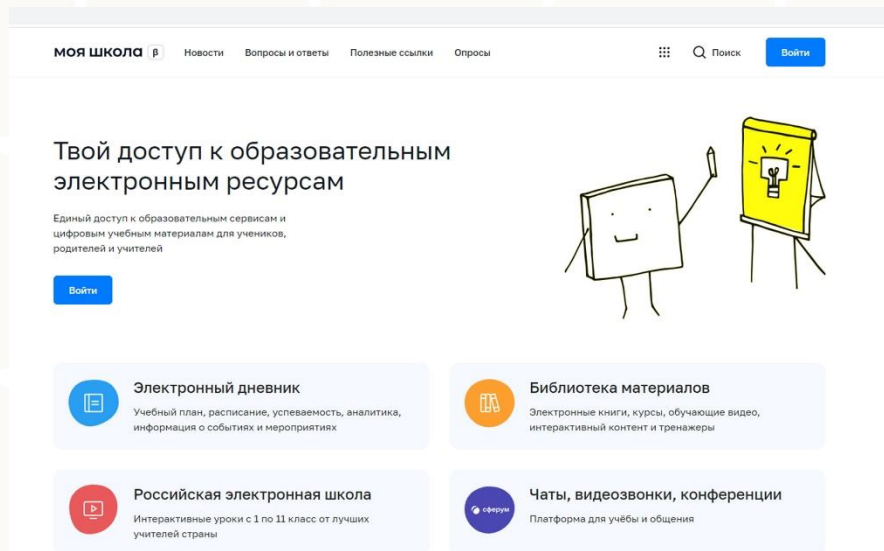 моя школа β Новости Вопросы и ответы Полезные ссылки Опросы Поиск Войти
Твой доступ к образовательным
электронным ресурсам
Единый доступ к образовательным сервисам и
цифровым учебным материалам для учеников,
родителей и учителей
Войти
Электронный дневник
Учебный план, расписание, успеваемость, аналитика,
информация о событиях и мероприятиях
Библиотека материалов
Электронные книги, курсы, обучающие видео,
интерактивный контент и тренажеры
Российская электронная школа
Интерактивные уроки с 1 по 11 класс от лучших
учителей страны
сферум
Чаты, видеозвонки, конференции
Платформа для учёбы и общения